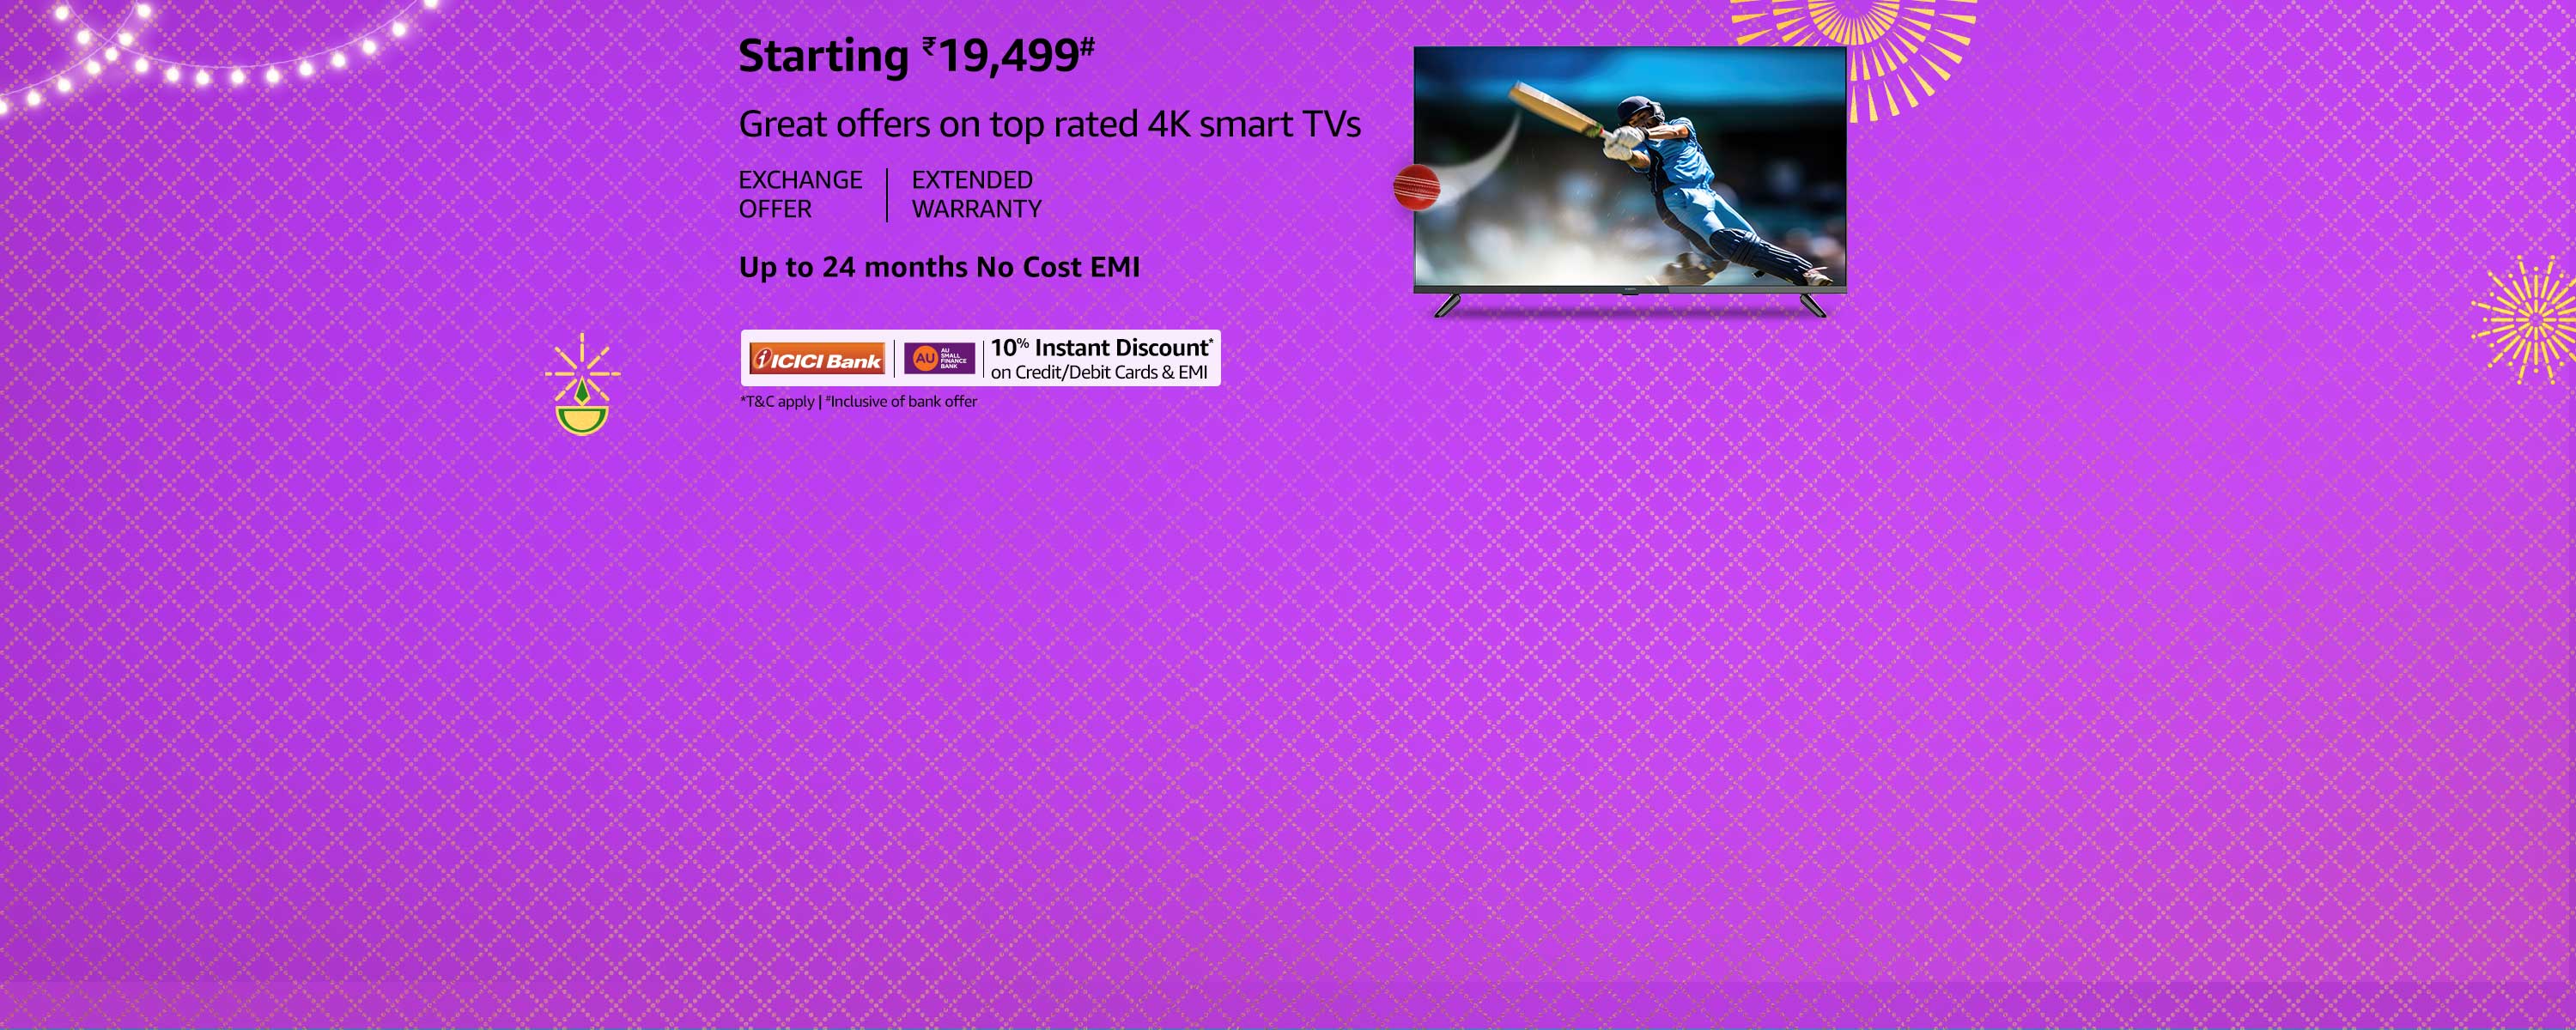 Starting ₹19,499#
Great offers on top rated 4K smart TVs
EXCHANGE OFFER | EXTENDED WARRANTY
Up to 24 months No Cost EMI
ICICI Bank
AU
AU
SMALL
FINANCE
BANK
10% Instant Discount*
on Credit/Debit Cards & EMI
*T&C apply | #Inclusive of bank offer